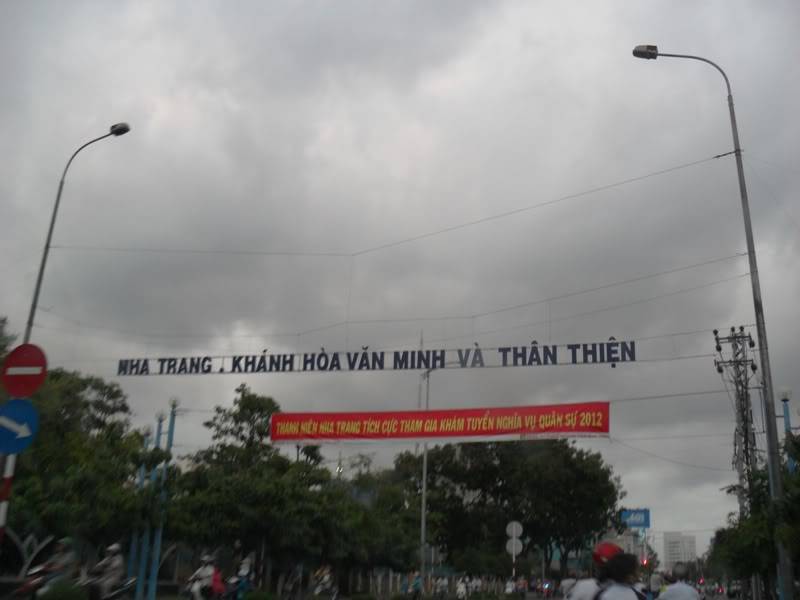 NHA TRANG . KHÁNH HÒA VĂN MINH VÀ THÂN THIỆN
THANH NIÊN NHA TRANG TÍCH CỰC THAM GIA KHÁM TUYỂN NGHĨA VỤ QUÂN SỰ 2012